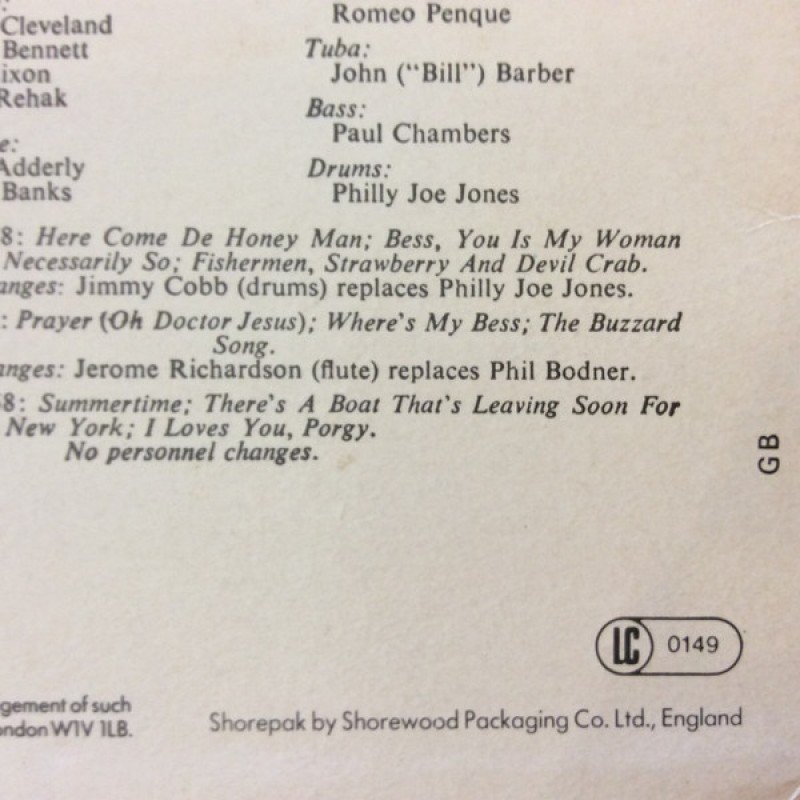 Cleveland
Bennett
ixon
Rehak
e:
Adderly
Banks
Romeo Penque
Tuba:
John ("Bill") Barber
Bass:
Paul Chambers
Drums:
Philly Joe Jones
8: Here Come De Honey Man; Bess, You Is My Woman
Necessarily So; Fishermen, Strawberry And Devil Crab.
anges: Jimmy Cobb (drums) replaces Philly Joe Jones.
: Prayer (Oh Doctor Jesus); Where's My Bess; The Buzzard
Song.
anges: Jerome Richardson (flute) replaces Phil Bodner.
58: Summertime; There's A Boat That's Leaving Soon For
New York; I Loves You, Porgy.
No personnel changes.
GB
LC 0149
gement of such
ondon W1V 1LB.
Shorepak by Shorewood Packaging Co. Ltd., England